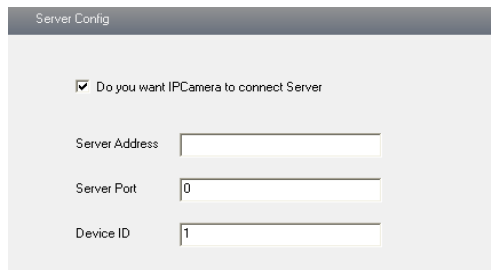 Server Config
Do you want IPCamera to connect Server
Server Address
Server Port 0
Device ID 1